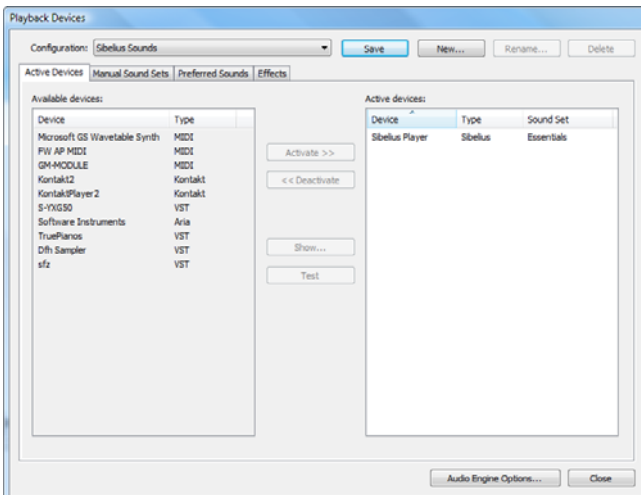 Playback Devices
Configuration: Sibelius Sounds Save New... Rename... Delete
Active Devices Manual Sound Sets Preferred Sounds Effects
Available devices: Active devices:
Device Type Device Type Sound Set
Microsoft GS Wavetable Synth MIDI Sibelius Player Sibelius Essentials
FW AP MIDI MIDI
GM-MODULE MIDI Activate >>
Kontakt2 Kontakt << Deactivate
KontaktPlayer2 Kontakt
S-YXG50 VST
Software Instruments Aria
TruePianos VST
Dfh Sampler VST Show...
sfz VST
Test
Audio Engine Options... Close